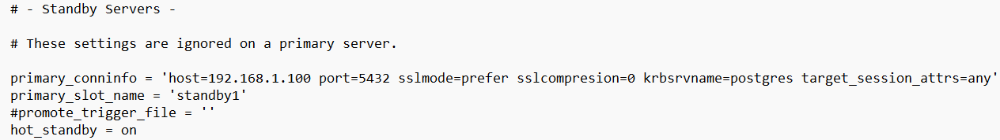 # - Standby Servers -
# These settings are ignored on a primary server.
primary_conninfo = 'host=192.168.1.100 port=5432 sslmode=prefer sslcompresion=0 krbsrvname=postgres target_session_attrs=any'
primary_slot_name = 'standby1'
#promote_trigger_file = ''
hot_standby = on